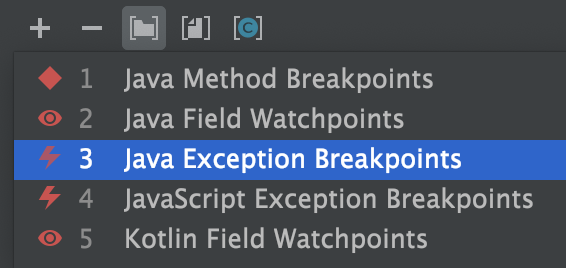 C
1 Java Method Breakpoints
2 Java Field Watchpoints
3 Java Exception Breakpoints
4 JavaScript Exception Breakpoints
5 Kotlin Field Watchpoints